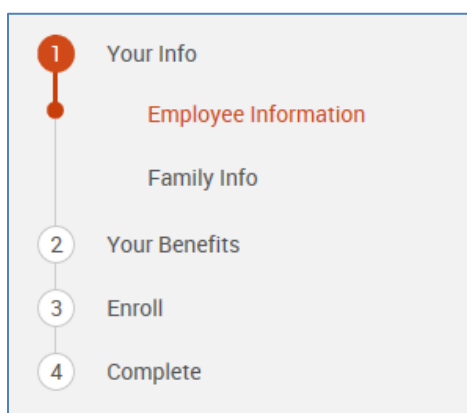 1 Your Info
Employee Information
Family Info
2 Your Benefits
3 Enroll
4 Complete